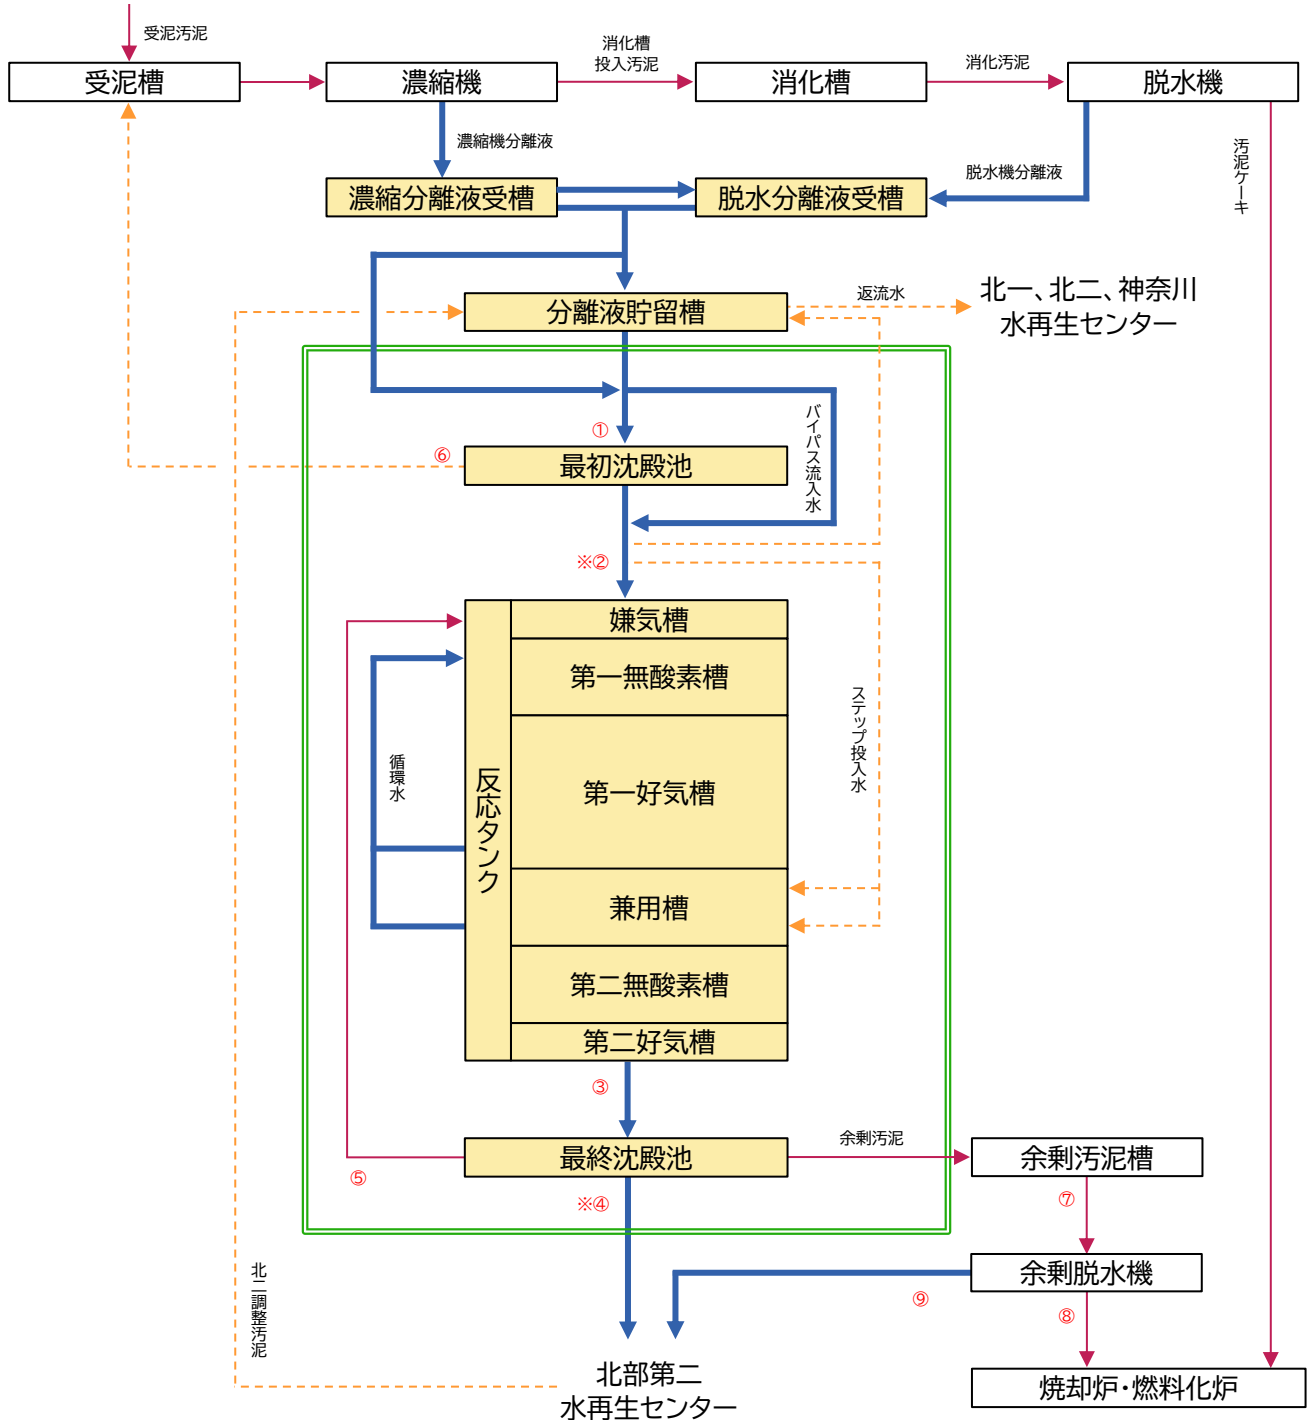 受泥汚泥
消化槽
投入汚泥
消化汚泥
受泥槽
濃縮機
消化槽
脱水機
濃縮機分離液
脱水機分離液
汚泥ケーキ
濃縮分離液受槽
脱水分離液受槽
返流水
北一、北二、神奈川
水再生センター
分離液貯留槽
バイパス流入水
①
⑥
最初沈殿池
※②
嫌気槽
第一無酸素槽
ステップ投入水
循環水
反応タンク
第一好気槽
兼用槽
第二無酸素槽
第二好気槽
③
余剰汚泥
最終沈殿池
余剰汚泥槽
⑤
※④
⑦
北二調整汚泥
余剰脱水機
⑨
⑧
北部第二
水再生センター
焼却炉・燃料化炉